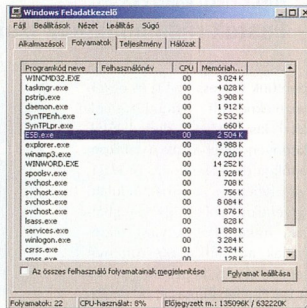 Windows Feladatkezelő
Fájl Beállítások Nézet Leállítás Súgó
Alkalmazások Folyamatok Teljesítmény Hálózat
Programkód neve Felhasználónév CPU Memóriah...
WINCMD32.EXE 00 3 024 K
taskmgr.exe 00 4 028 K
pstrip.exe 00 3 908 K
daemon.exe 00 1 912 K
SynTPEnh.exe 00 2 532 K
SynTPLpr.exe 00 660 K
ESB.exe 00 2 504 K
explorer.exe 00 9 988 K
winamp3.exe 00 7 020 K
WINWORD.EXE 00 14 252 K
spoolsv.exe 00 1 928 K
svchost.exe 00 708 K
svchost.exe 00 756 K
svchost.exe 00 8 084 K
svchost.exe 00 1 876 K
lsass.exe 00 828 K
services.exe 00 1 888 K
winlogon.exe 00 3 284 K
csrss.exe 01 2 324 K
smss.exe 00 128 K
Az összes felhasználó folyamatainak megjelenítése
Folyamat leállítása
Folyamatok: 22 CPU-használat: 8% Előjegyzett m.: 135096K / 632220K